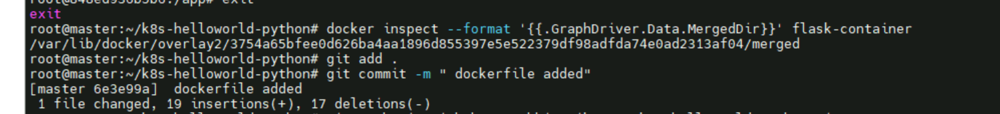 exit
root@master:~/k8s-helloworld-python# docker inspect --format '{{.GraphDriver.Data.MergedDir}}' flask-container
/var/lib/docker/overlay2/3754a65bfee0d626ba4aa1896d855397e5e522379df98adfda74e0ad2313af04/merged
root@master:~/k8s-helloworld-python# git add .
root@master:~/k8s-helloworld-python# git commit -m " dockerfile added"
[master 6e3e99a]  dockerfile added
 1 file changed, 19 insertions(+), 17 deletions(-)